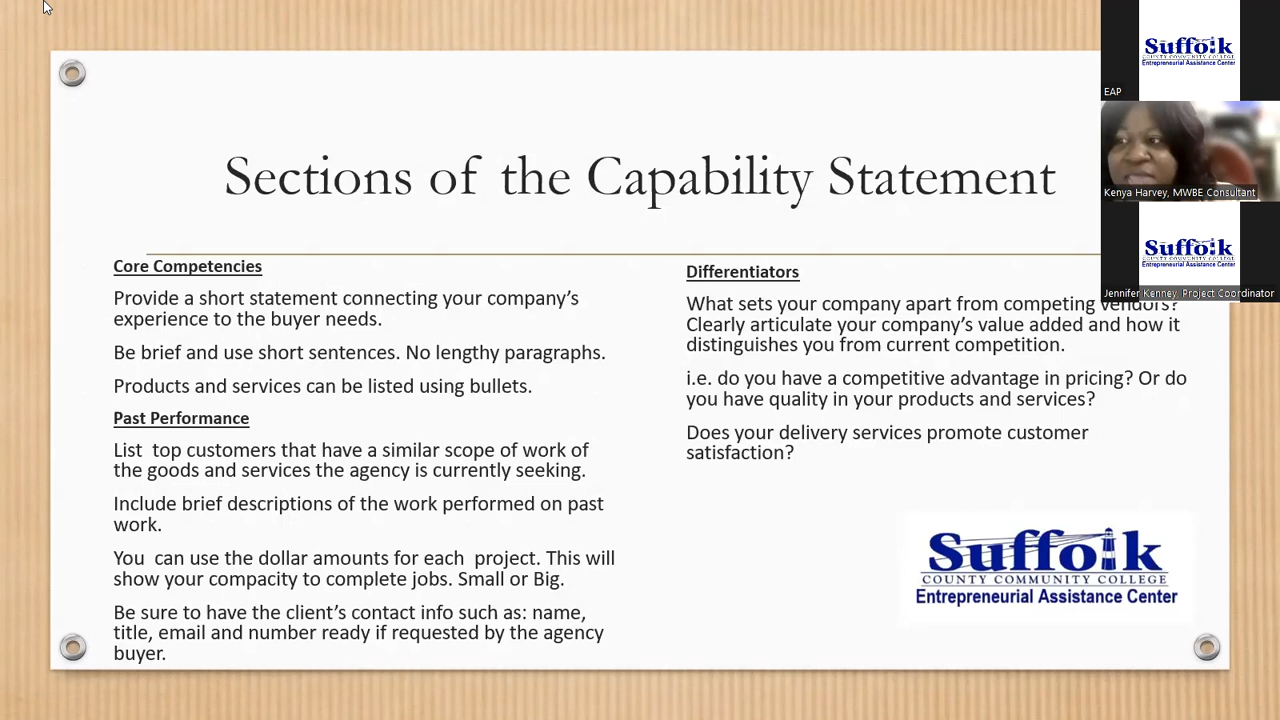 Sections of the Capability Statement
Core Competencies
Provide a short statement connecting your company's
experience to the buyer needs.
Be brief and use short sentences. No lengthy paragraphs.
Products and services can be listed using bullets.
Past Performance
List  top customers that have a similar scope of work of
the goods and services the agency is currently seeking.
Include brief descriptions of the work performed on past
work.
You  can use the dollar amounts for each  project. This will
show your compacity to complete jobs. Small or Big.
Be sure to have the client's contact info such as: name,
title, email and number ready if requested by the agency
buyer.
Differentiators
What sets your company apart from competing vendors?
Clearly articulate your company's value added and how it
distinguishes you from current competition.
i.e. do you have a competitive advantage in pricing? Or do
you have quality in your products and services?
Does your delivery services promote customer
satisfaction?
Suffolk
COUNTY COMMUNITY COLLEGE
Entrepreneurial Assistance Center
Suffolk
COUNTY COMMUNITY COLLEGE
Entrepreneurial Assistance Center
EAP
Kenya Harvey, MWBE Consultant
Suffolk
COUNTY COMMUNITY COLLEGE
Entrepreneurial Assistance Center
Jennifer Kenney, Project Coordinator